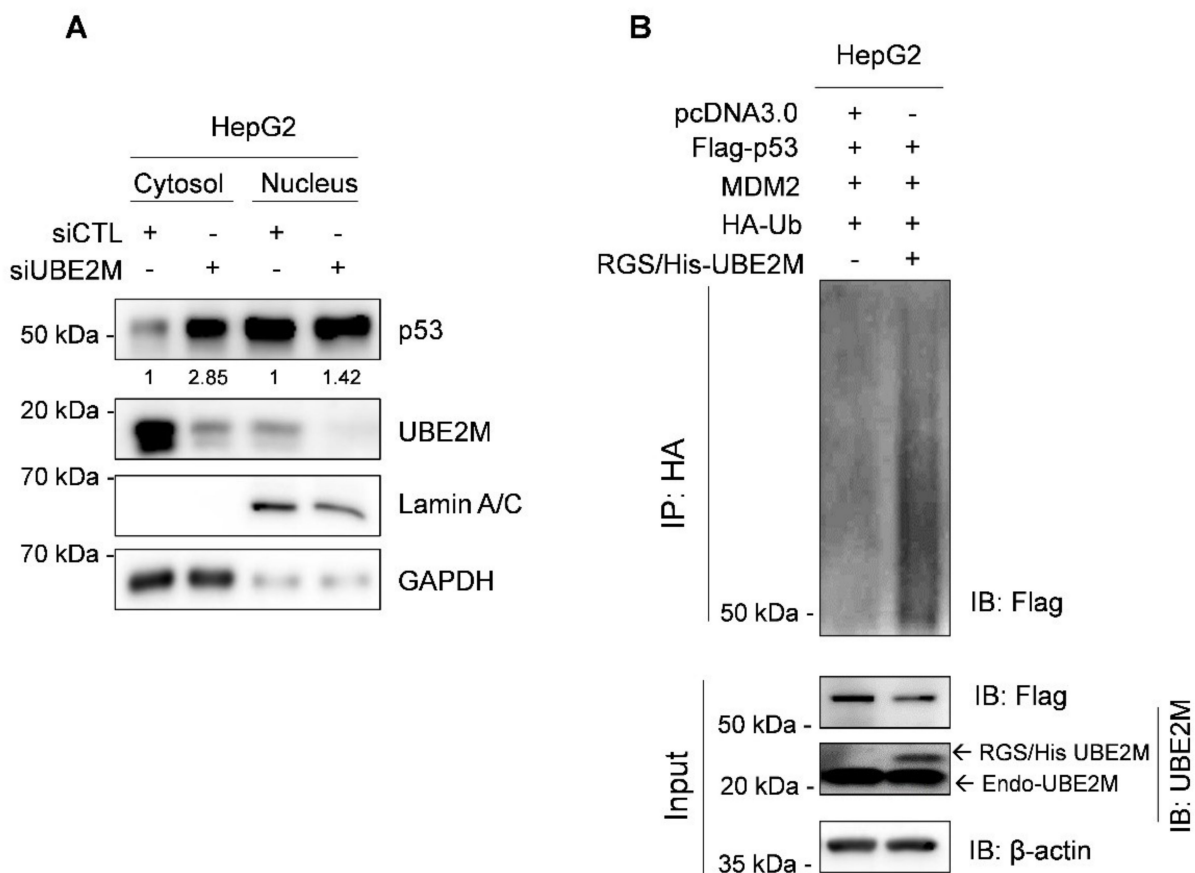 A
HepG2
Cytosol Nucleus
siCTL + - + -
siUBE2M - + - +
50 kDa - p53
1 2.85 1 1.42
20 kDa - UBE2M
70 kDa - Lamin A/C
70 kDa - GAPDH
B
HepG2
pcDNA3.0 + -
Flag-p53 + +
MDM2 + +
HA-Ub + +
RGS/His-UBE2M - +
IP: HA
50 kDa - IB: Flag
Input
IB: Flag
50 kDa -
← RGS/His UBE2M
20 kDa - ← Endo-UBE2M
IB: UBE2M
IB: β-actin
35 kDa -